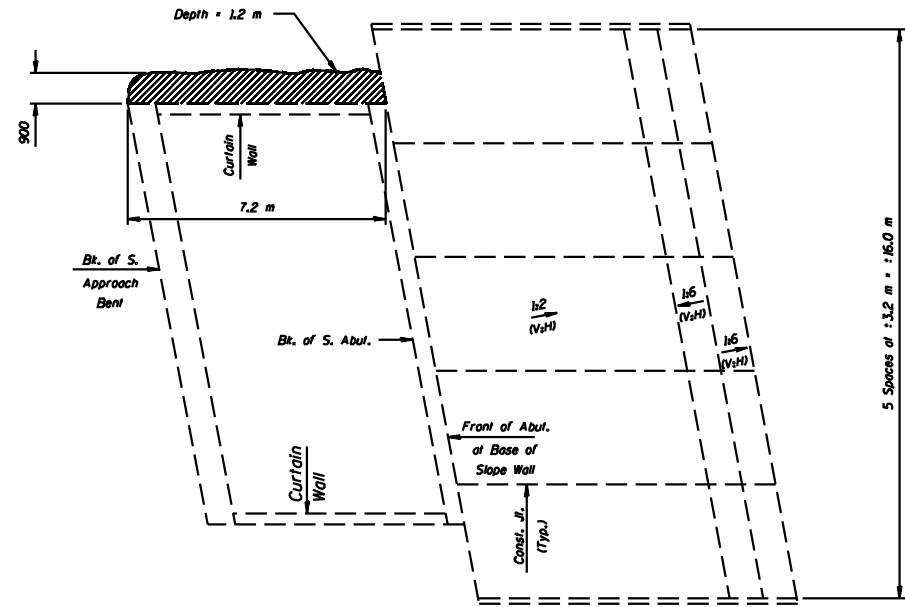 Depth = 1.2 m
900
Curtain
Wall
7.2 m
Bk. of S.
Approach
Bent
Bk. of S. Abut.
1:2
(V:H)
1:6
(V:H)
1:6
(V:H)
5 Spaces at ±3.2 m = ±16.0 m
Front of Abut.
at Base of
Slope Wall
Curtain
Wall
Const. Jt.
(Typ.)